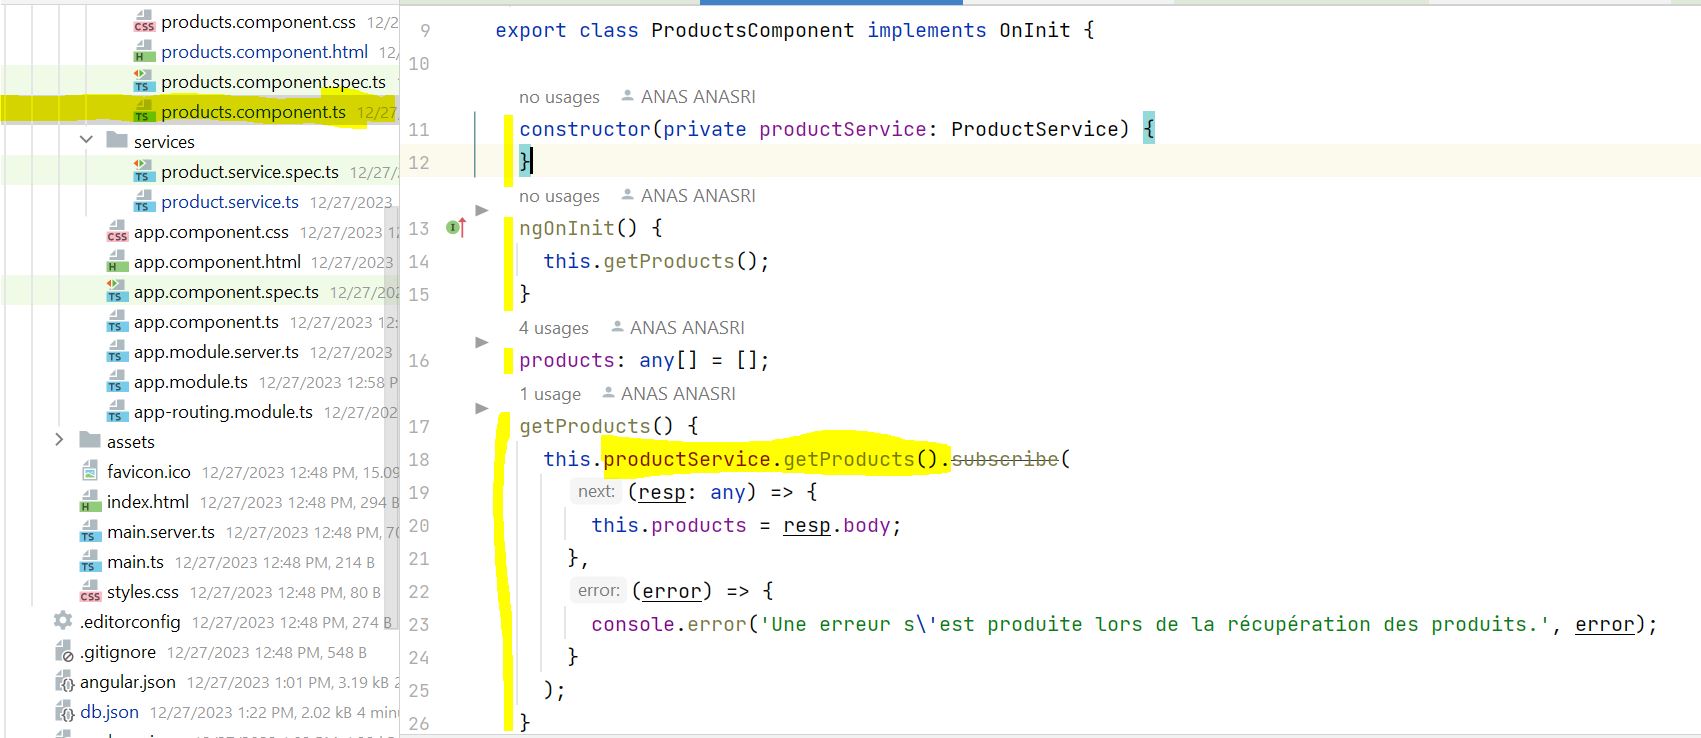 products.component.css 12/2
products.component.html 12/
products.component.spec.ts
products.component.ts 12/27/
services
product.service.spec.ts 12/27/
product.service.ts 12/27/2023
app.component.css 12/27/2023 12
app.component.html 12/27/2023
app.component.spec.ts 12/27/202
app.component.ts 12/27/2023 12:
app.module.server.ts 12/27/2023
app.module.ts 12/27/2023 12:58 P
app-routing.module.ts 12/27/202
assets
favicon.ico 12/27/2023 12:48 PM, 15.09
index.html 12/27/2023 12:48 PM, 294 B
main.server.ts 12/27/2023 12:48 PM, 70
main.ts 12/27/2023 12:48 PM, 214 B
styles.css 12/27/2023 12:48 PM, 80 B
.editorconfig 12/27/2023 12:48 PM, 274 B
.gitignore 12/27/2023 12:48 PM, 548 B
angular.json 12/27/2023 1:01 PM, 3.19 kB 2
db.json 12/27/2023 1:22 PM, 2.02 kB 4 minu
9 export class ProductsComponent implements OnInit {
10
no usages ANAS ANASRI
11 constructor(private productService: ProductService) {
12 }
no usages ANAS ANASRI
13 ngOnInit() {
14 this.getProducts();
15 }
4 usages ANAS ANASRI
16 products: any[] = [];
1 usage ANAS ANASRI
17 getProducts() {
18 this.productService.getProducts().subscribe(
19 next: (resp: any) => {
20 this.products = resp.body;
21 },
22 error: (error) => {
23 console.error('Une erreur s\'est produite lors de la récupération des produits.', error);
24 }
25 );
26 }